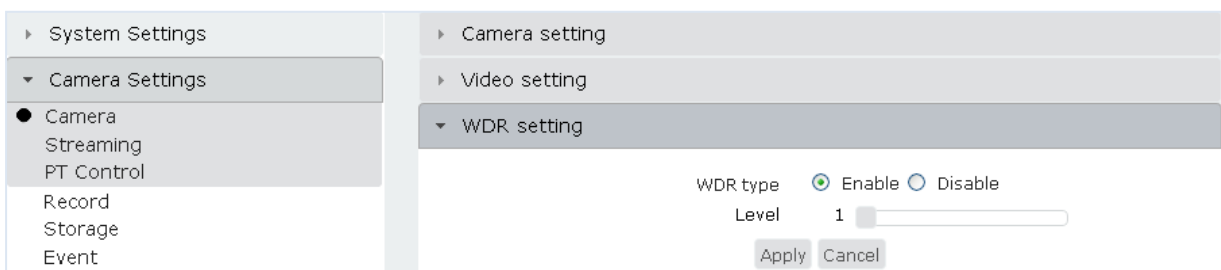 System Settings
Camera Settings
Camera
Streaming
PT Control
Record
Storage
Event
Camera setting
Video setting
WDR setting
WDR type Enable Disable
Level 1
Apply Cancel